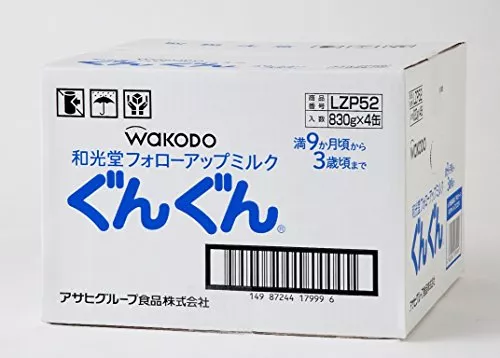 商品番号 LZP52
入数 830g×4缶
WAKODO
和光堂フォローアップミルク
満9か月頃から
3歳頃まで
ぐんぐん®
149 87244 17999 6
アサヒグループ食品株式会社